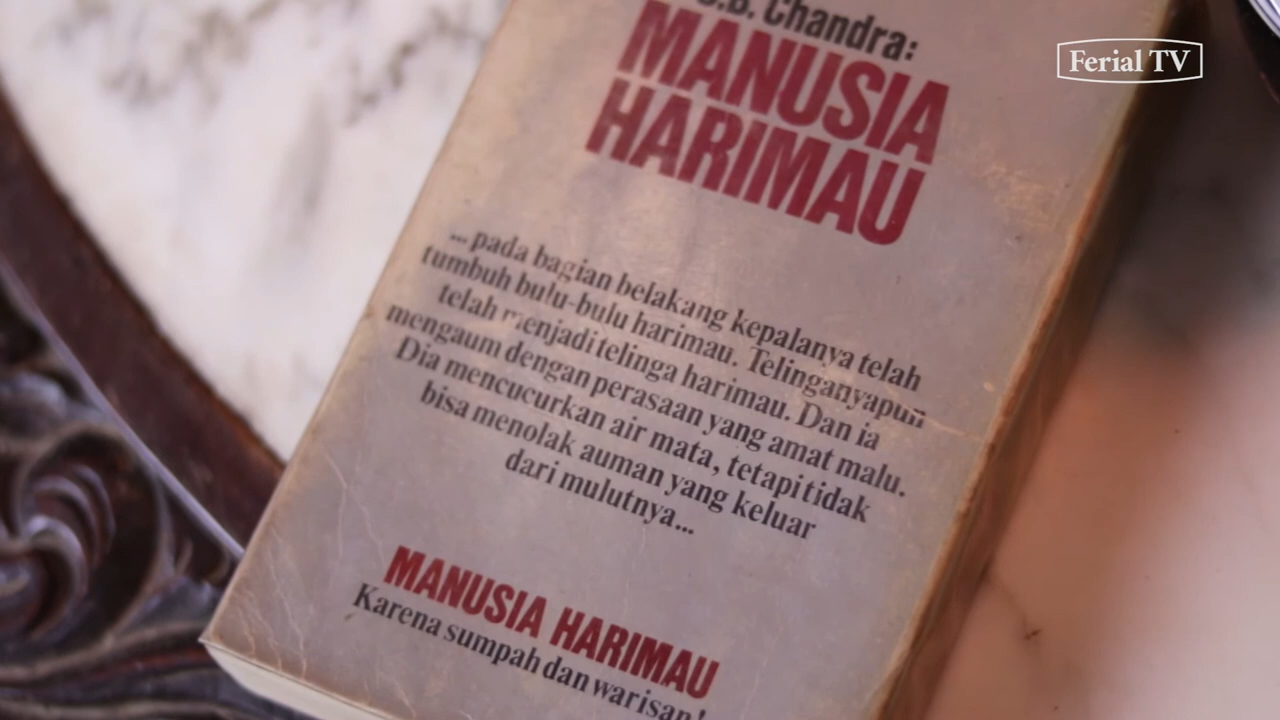 S.B. Chandra:
MANUSIA
HARIMAU
Ferial TV
...pada bagian belakang kepalanya telah
tumbuh bulu-bulu harimau. Telinganyapun
telah menjadi telinga harimau. Dan ia
mengaum dengan perasaan yang amat malu.
Dia mencucurkan air mata, tetapi tidak
bisa menolak auman yang keluar
dari mulutnya...
MANUSIA HARIMAU
Karena sumpah dan warisan!